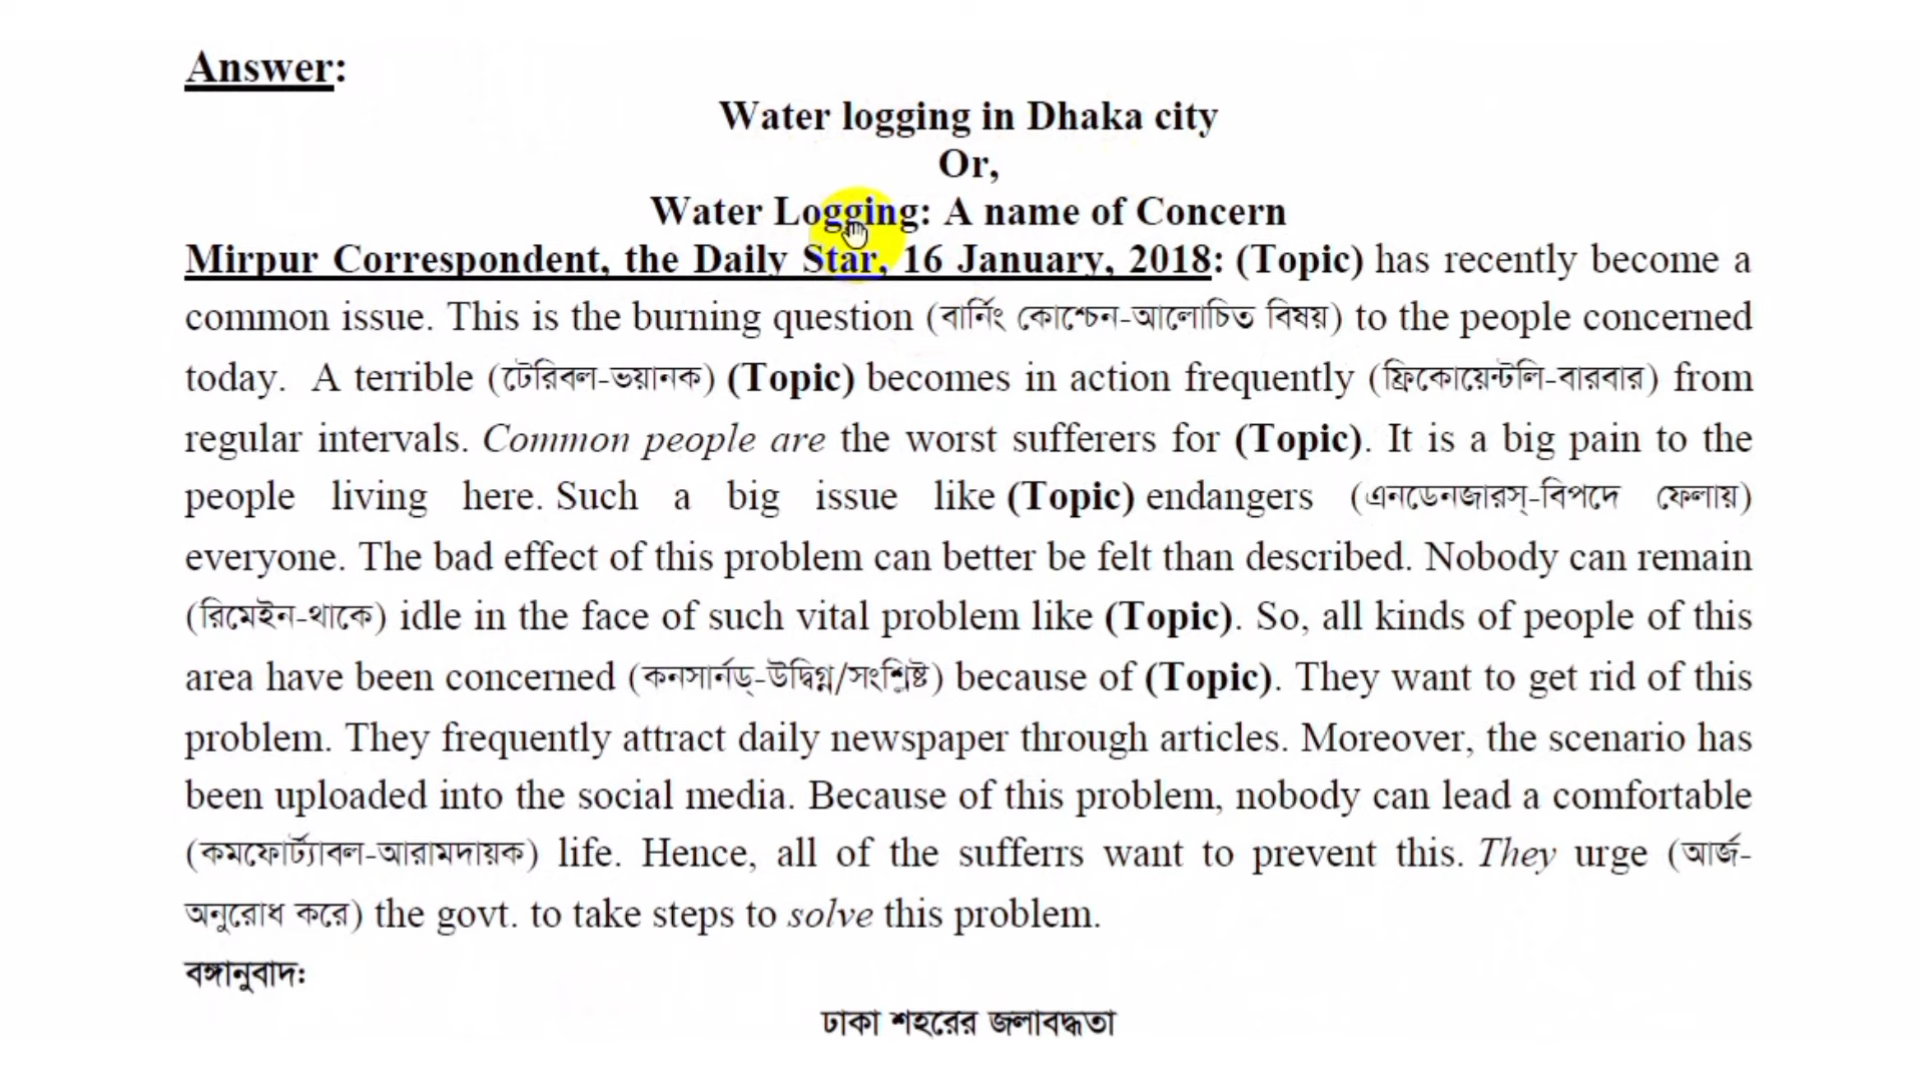 Answer:
Water logging in Dhaka city
Or,
Water Logging: A name of Concern
Mirpur Correspondent, the Daily Star, 16 January, 2018: (Topic) has recently become a
common issue. This is the burning question (বার্নিং কোশ্চেন-আলোচিত বিষয়) to the people concerned
today. A terrible (টেরিবল-ভয়ানক) (Topic) becomes in action frequently (ফ্রিকোয়েন্টলি-বারবার) from
regular intervals. Common people are the worst sufferers for (Topic). It is a big pain to the
people living here. Such a big issue like (Topic) endangers (এনডেনজারস্-বিপদে ফেলায়)
everyone. The bad effect of this problem can better be felt than described. Nobody can remain
(রিমেইন-থাকে) idle in the face of such vital problem like (Topic). So, all kinds of people of this
area have been concerned (কনসার্নড্-উদ্বিগ্ন/সংশ্লিষ্ট) because of (Topic). They want to get rid of this
problem. They frequently attract daily newspaper through articles. Moreover, the scenario has
been uploaded into the social media. Because of this problem, nobody can lead a comfortable
(কমফোর্ট্যাবল-আরামদায়ক) life. Hence, all of the sufferrs want to prevent this. They urge (আর্জ-
অনুরোধ করে) the govt. to take steps to solve this problem.
বঙ্গানুবাদঃ
ঢাকা শহরের জলাবদ্ধতা